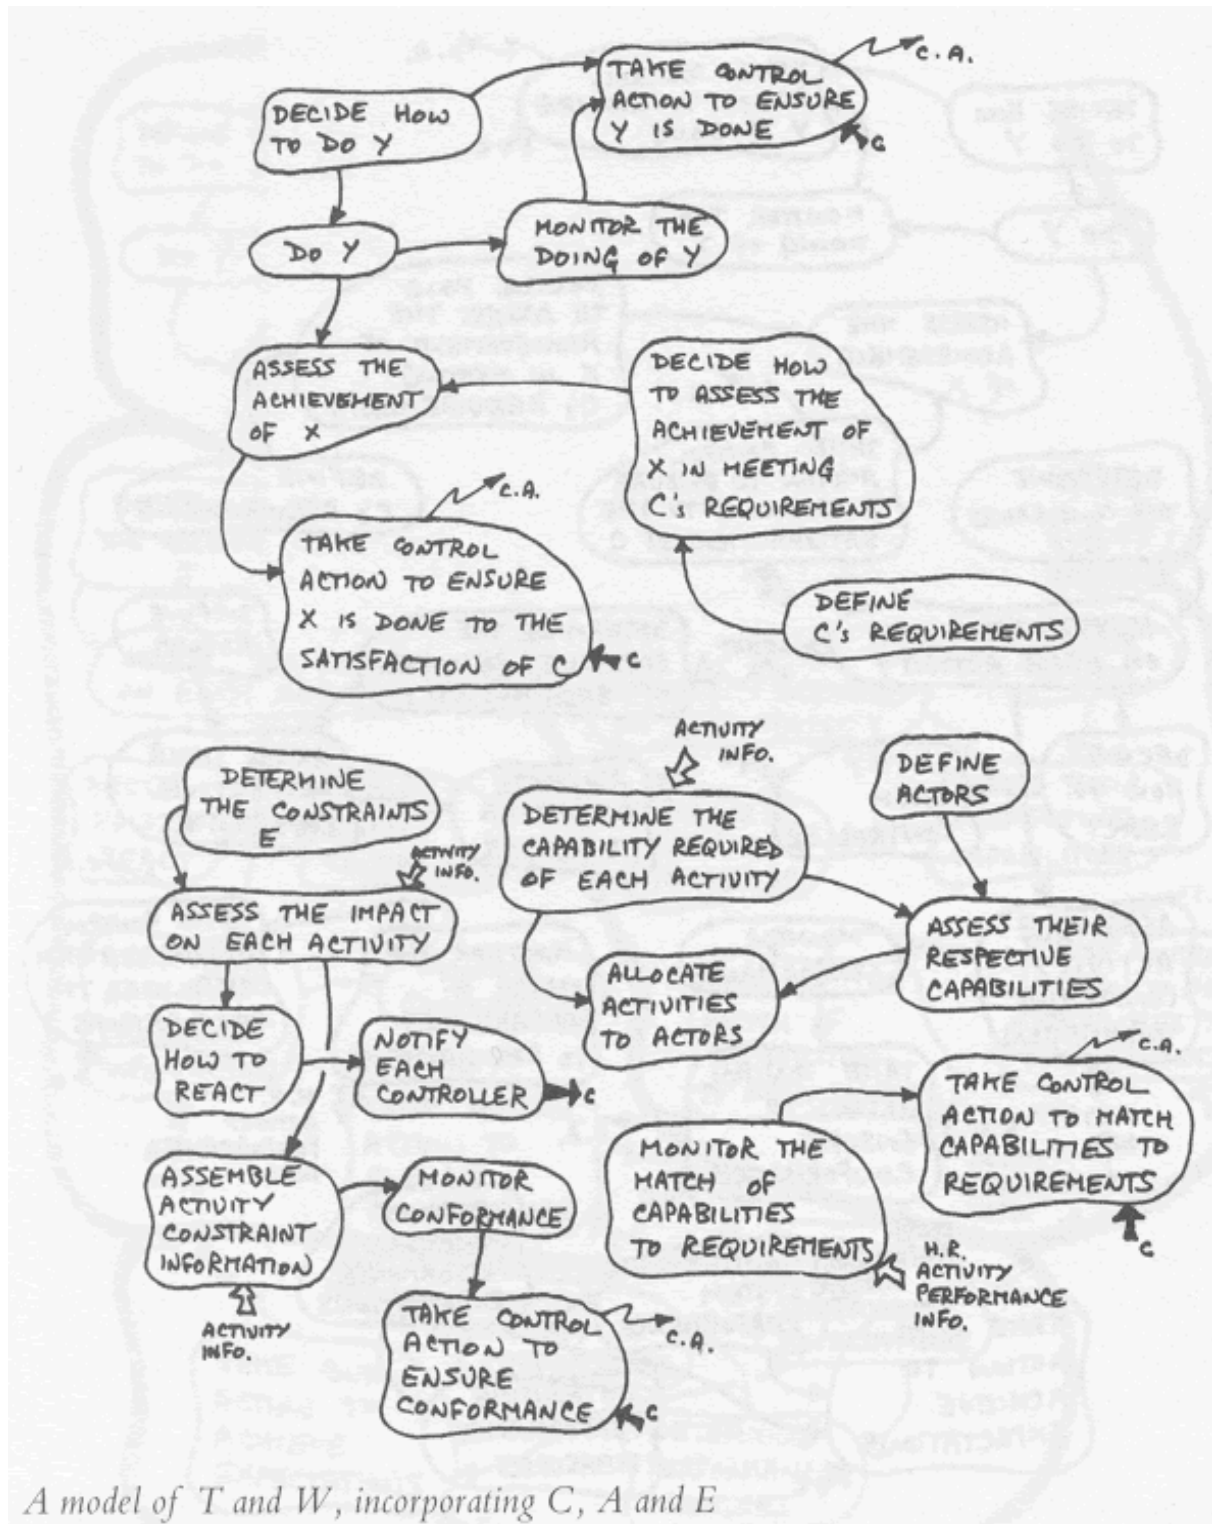 TAKE CONTROL
ACTION TO ENSURE
Y IS DONE
C.A.
C
DECIDE HOW
TO DO Y
DO Y
MONITOR THE
DOING OF Y
ASSESS THE
ACHIEVEMENT
OF X
DECIDE HOW
TO ASSESS THE
ACHIEVEMENT OF
X IN MEETING
C's REQUIREMENTS
C.A.
TAKE CONTROL
ACTION TO ENSURE
X IS DONE TO THE
SATISFACTION OF C
C
DEFINE
C's REQUIREMENTS
DETERMINE
THE CONSTRAINTS
E
ACTIVITY
INFO.
ASSESS THE IMPACT
ON EACH ACTIVITY
DECIDE
HOW TO
REACT
NOTIFY
EACH
CONTROLLER
C
ASSEMBLE
ACTIVITY
CONSTRAINT
INFORMATION
ACTIVITY
INFO.
MONITOR
CONFORMANCE
TAKE CONTROL
ACTION TO
ENSURE
CONFORMANCE
C.A.
C
ACTIVITY
INFO.
DETERMINE THE
CAPABILITY REQUIRED
OF EACH ACTIVITY
DEFINE
ACTORS
ASSESS THEIR
RESPECTIVE
CAPABILITIES
ALLOCATE
ACTIVITIES
TO ACTORS
MONITOR THE
MATCH OF
CAPABILITIES
TO REQUIREMENTS
H.R.
ACTIVITY
PERFORMANCE
INFO.
C.A.
TAKE CONTROL
ACTION TO MATCH
CAPABILITIES TO
REQUIREMENTS
C
A model of T and W, incorporating C, A and E